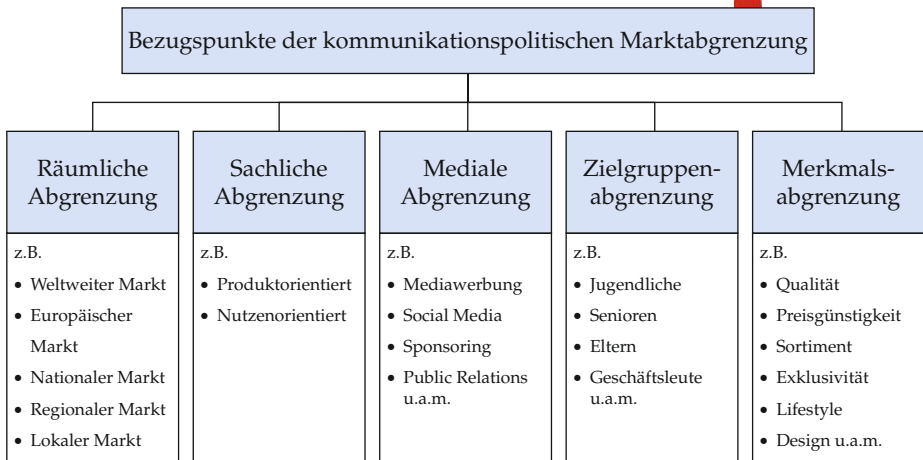 Bezugspunkte der kommunikationspolitischen Marktabgrenzung
Räumliche
Abgrenzung
z.B.
• Weltweiter Markt
• Europäischer
Markt
• Nationaler Markt
• Regionaler Markt
• Lokaler Markt
Sachliche
Abgrenzung
z.B.
• Produktorientiert
• Nutzenorientiert
Mediale
Abgrenzung
z.B.
• Mediawerbung
• Social Media
• Sponsoring
• Public Relations
u.a.m.
Zielgruppen-
abgrenzung
z.B.
• Jugendliche
• Senioren
• Eltern
• Geschäftsleute
u.a.m.
Merkmals-
abgrenzung
z.B.
• Qualität
• Preisgünstigkeit
• Sortiment
• Exklusivität
• Lifestyle
• Design u.a.m.